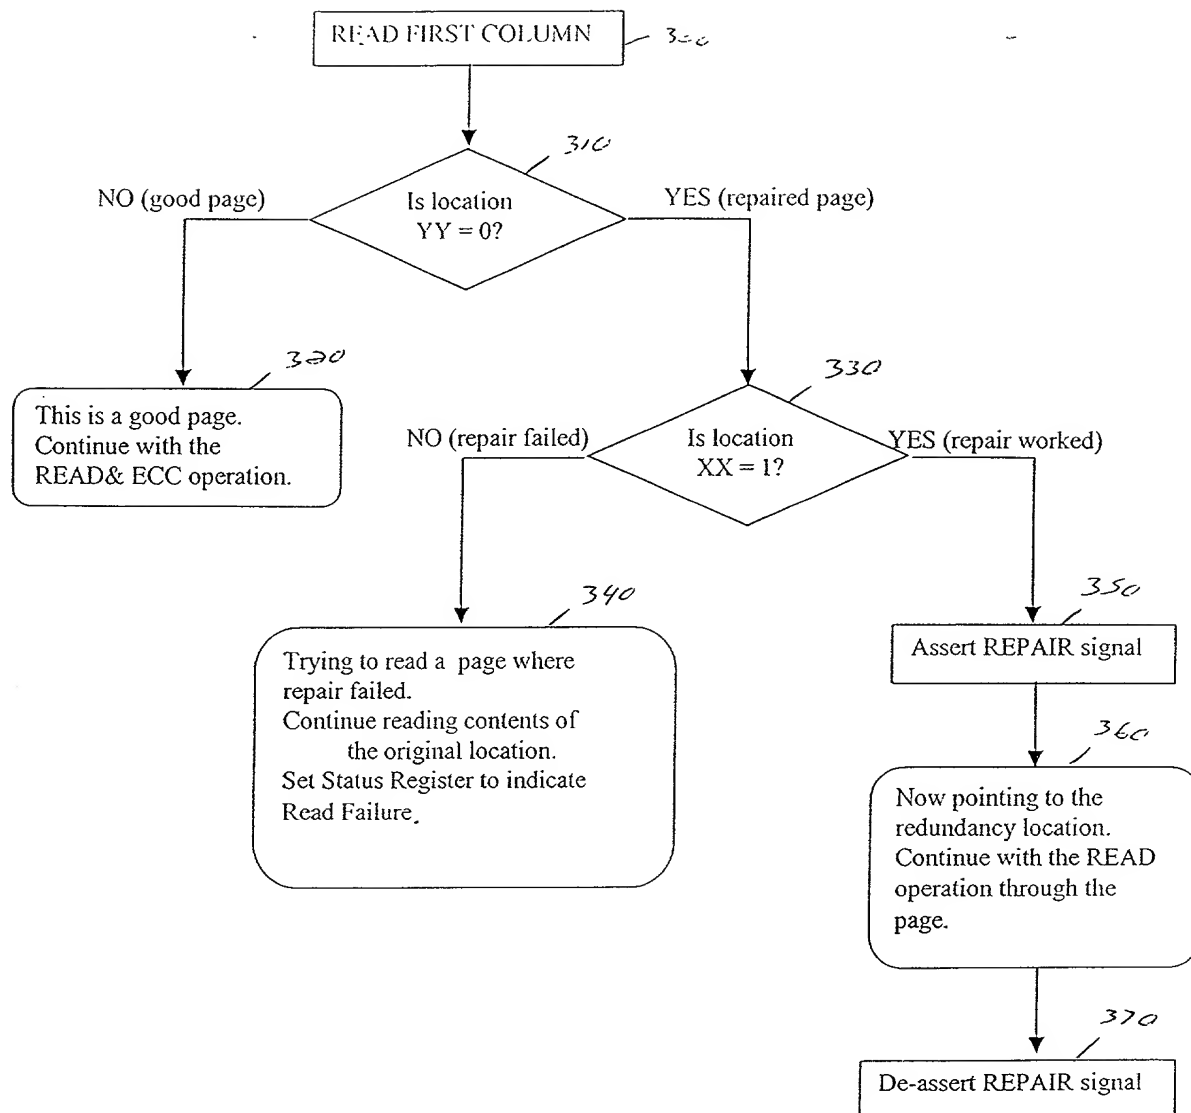 READ FIRST COLUMN
310
NO (good page)
Is location
YY = 0?
YES (repaired page)
320
This is a good page.
Continue with the
READ& ECC operation.
330
NO (repair failed)
Is location
XX = 1?
YES (repair worked)
340
Trying to read a page where
repair failed.
Continue reading contents of
the original location.
Set Status Register to indicate
Read Failure.
350
Assert REPAIR signal
360
Now pointing to the
redundancy location.
Continue with the READ
operation through the
page.
370
De-assert REPAIR signal